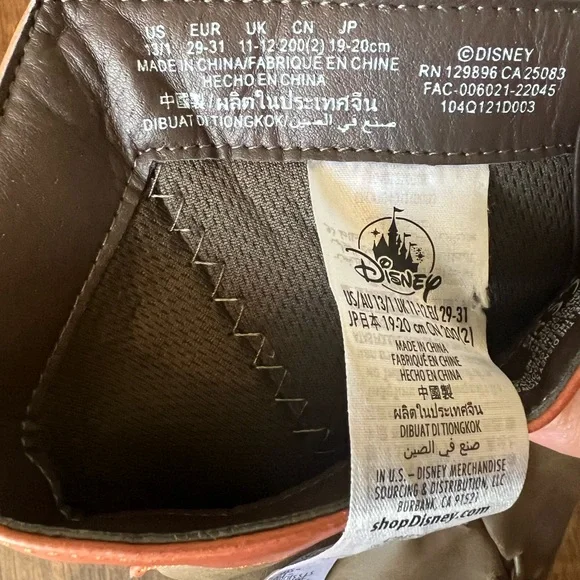 US EUR UK CN JP
13/1 29-31 11-12 200(2) 19-20cm
MADE IN CHINA/FABRIQUÉ EN CHINE
HECHO EN CHINA
中國製/ผลิตในประเทศจีน
DIBUAT DI TIONGKOK/صنع في الصين
©DISNEY
RN 129896 CA 25083
FAC-006021-22045
104Q121D003
Disney
US/AU 13/1 UK 11-12 EU 29-31
JP日本 19-20 cm CN 200(2)
MADE IN CHINA
FABRIQUÉ EN CHINE
HECHO EN CHINA
中國製
ผลิตในประเทศจีน
DIBUAT DI TIONGKOK
صنع في الصين
IN U.S. – DISNEY MERCHANDISE
SOURCING & DISTRIBUTION, LLC
BURBANK, CA 91521
shopDisney.com